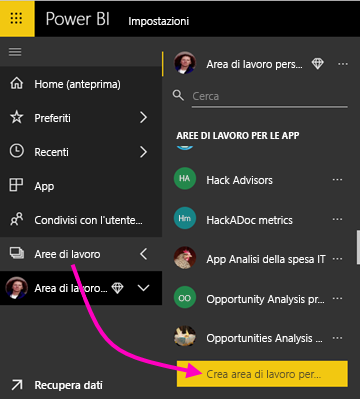 Power BI Impostazioni
Home (anteprima)
Preferiti
Recenti
App
Condivisi con l'utente...
Aree di lavoro
Area di lavoro...
Recupera dati
Area di lavoro pers...
Cerca
AREE DI LAVORO PER LE APP
HA Hack Advisors
Hm HackADoc metrics
App Analisi della spesa IT
OO Opportunity Analysis pr...
Opportunities Analysis ...
Crea area di lavoro per...